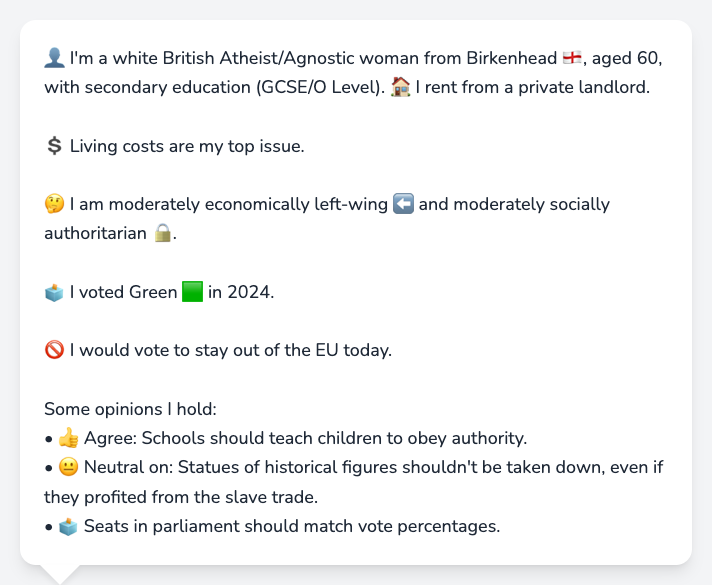 👤 I'm a white British Atheist/Agnostic woman from Birkenhead 🏴󠁧󠁢󠁥󠁮󠁧󠁿, aged 60,
with secondary education (GCSE/O Level). 🏠 I rent from a private landlord.
💲 Living costs are my top issue.
🤔 I am moderately economically left-wing ⬅️ and moderately socially
authoritarian 🔒.
🗳️ I voted Green 🟩 in 2024.
🚫 I would vote to stay out of the EU today.
Some opinions I hold:
• 👍 Agree: Schools should teach children to obey authority.
• 😐 Neutral on: Statues of historical figures shouldn't be taken down, even if
they profited from the slave trade.
• 🗳️ Seats in parliament should match vote percentages.